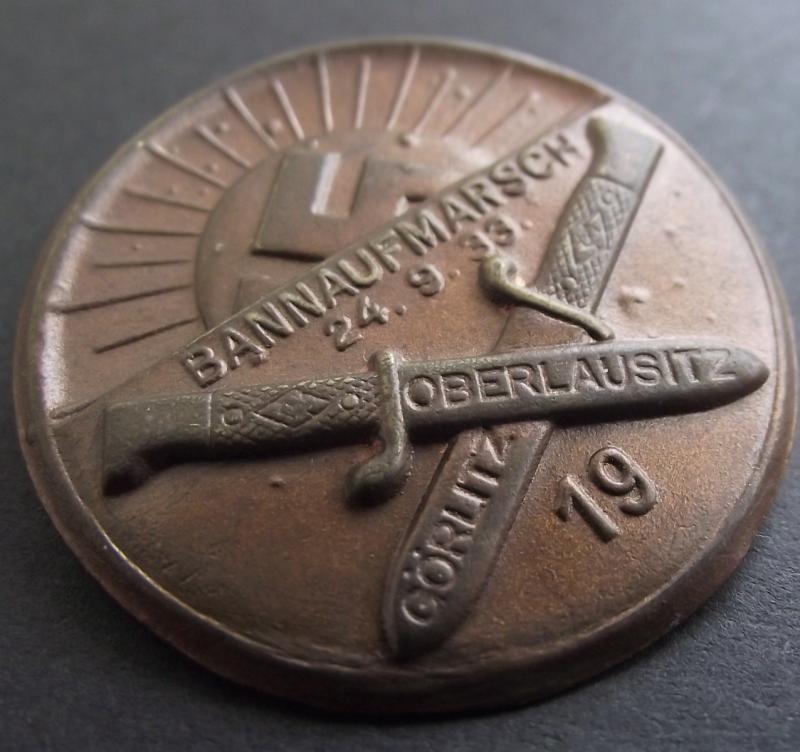 BANNAUFMARSCH
24. 9. 33.
OBERLAUSITZ
GÖRLITZ
19